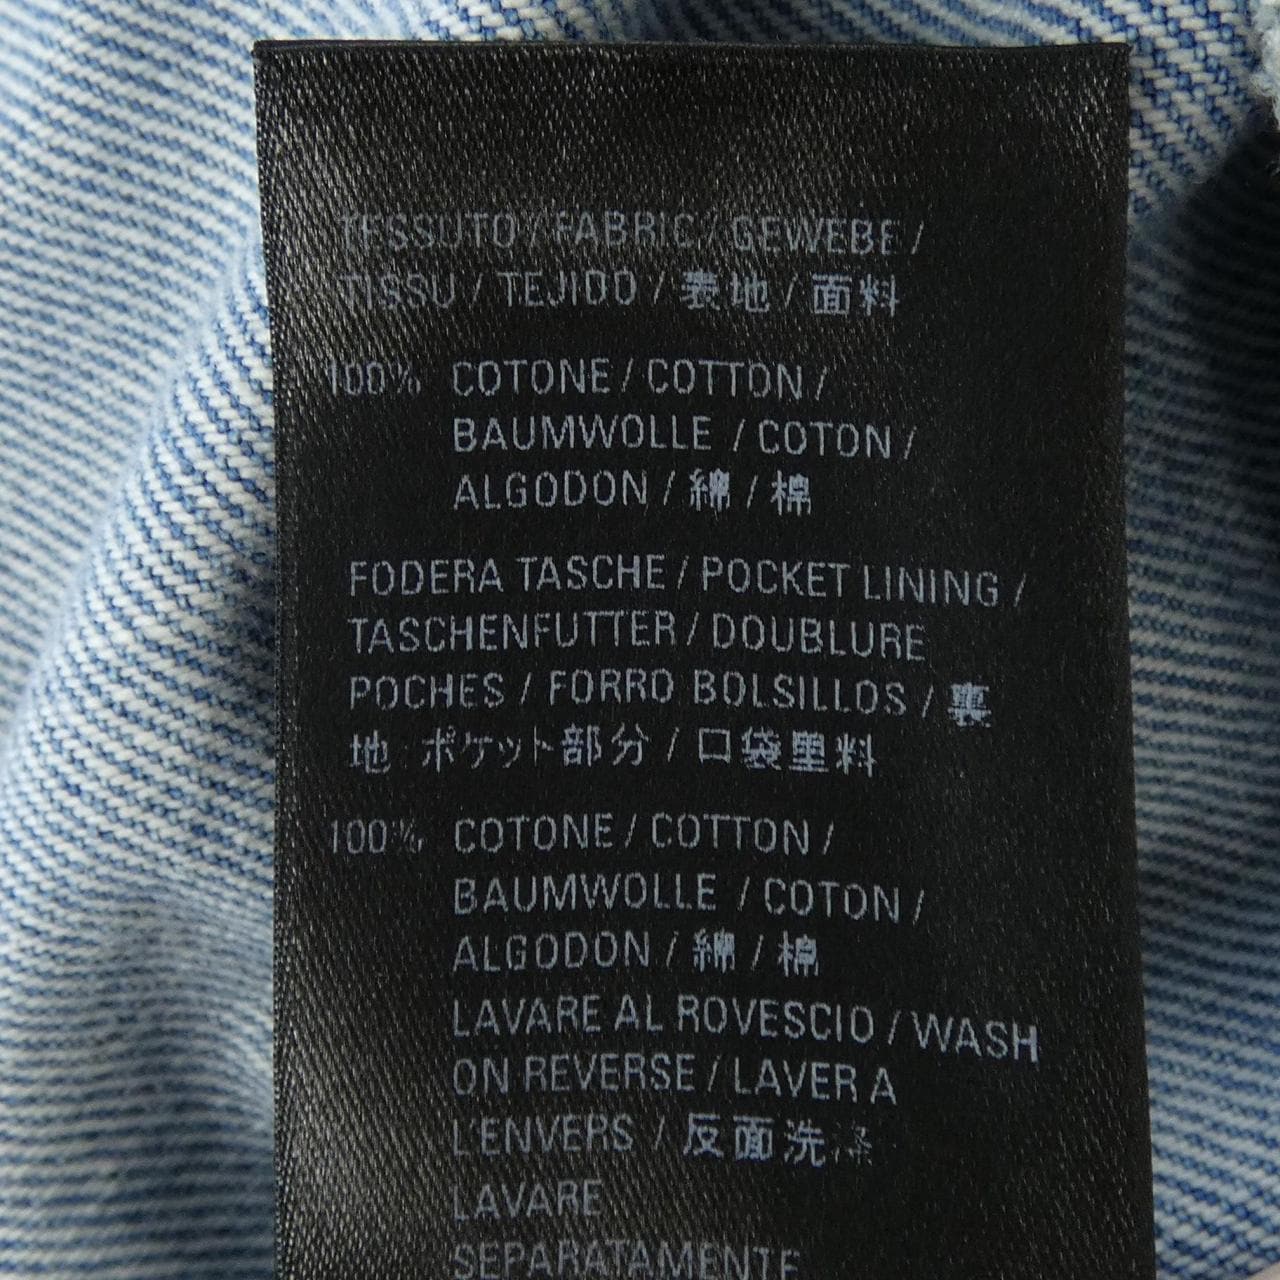 TESSUTO / FABRIC / GEWEBE /
TISSU / TEJIDO / 表地 / 面料
100% COTONE / COTTON /
BAUMWOLLE / COTON /
ALGODON / 綿 / 棉
FODERA TASCHE / POCKET LINING /
TASCHENFUTTER / DOUBLURE
POCHES / FORRO BOLSILLOS / 裏
地 ポケット部分 / 口袋里料
100% COTONE / COTTON /
BAUMWOLLE / COTON /
ALGODON / 綿 / 棉
LAVARE AL ROVESCIO / WASH
ON REVERSE / LAVER A
L'ENVERS / 反面洗涤
LAVARE
SEPARATAMENTE